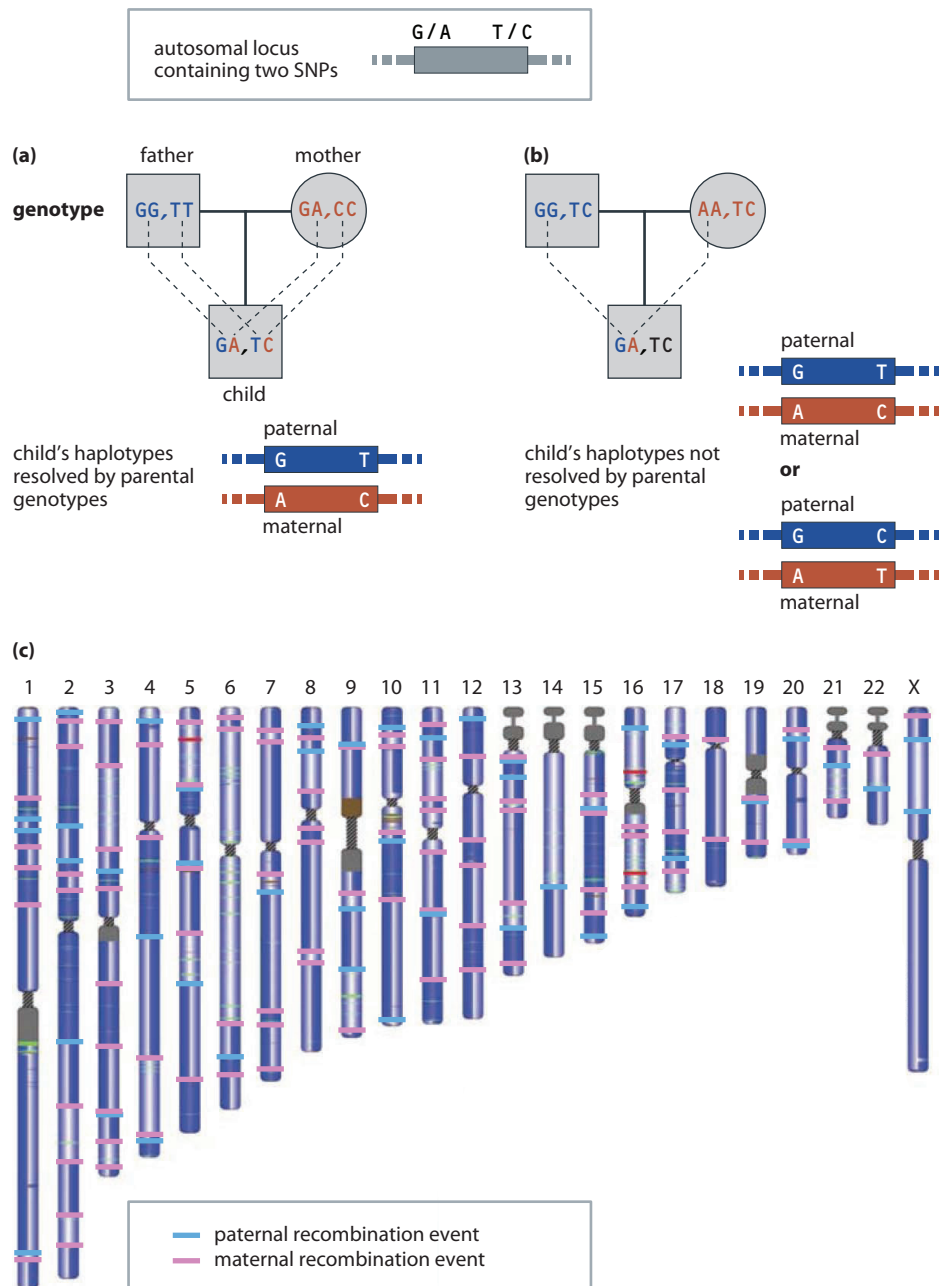 G/A T/C
autosomal locus
containing two SNPs
(a)
father mother
genotype
GG,TT GA,CC
GA,TC
child
child's haplotypes
resolved by parental
genotypes
paternal
G T
A C
maternal
(b)
GG,TC AA,TC
GA,TC
child's haplotypes not
resolved by parental
genotypes
paternal
G T
A C
maternal
or
paternal
G C
A T
maternal
(c)
1 2 3 4 5 6 7 8 9 10 11 12 13 14 15 16 17 18 19 20 21 22 X
paternal recombination event
maternal recombination event